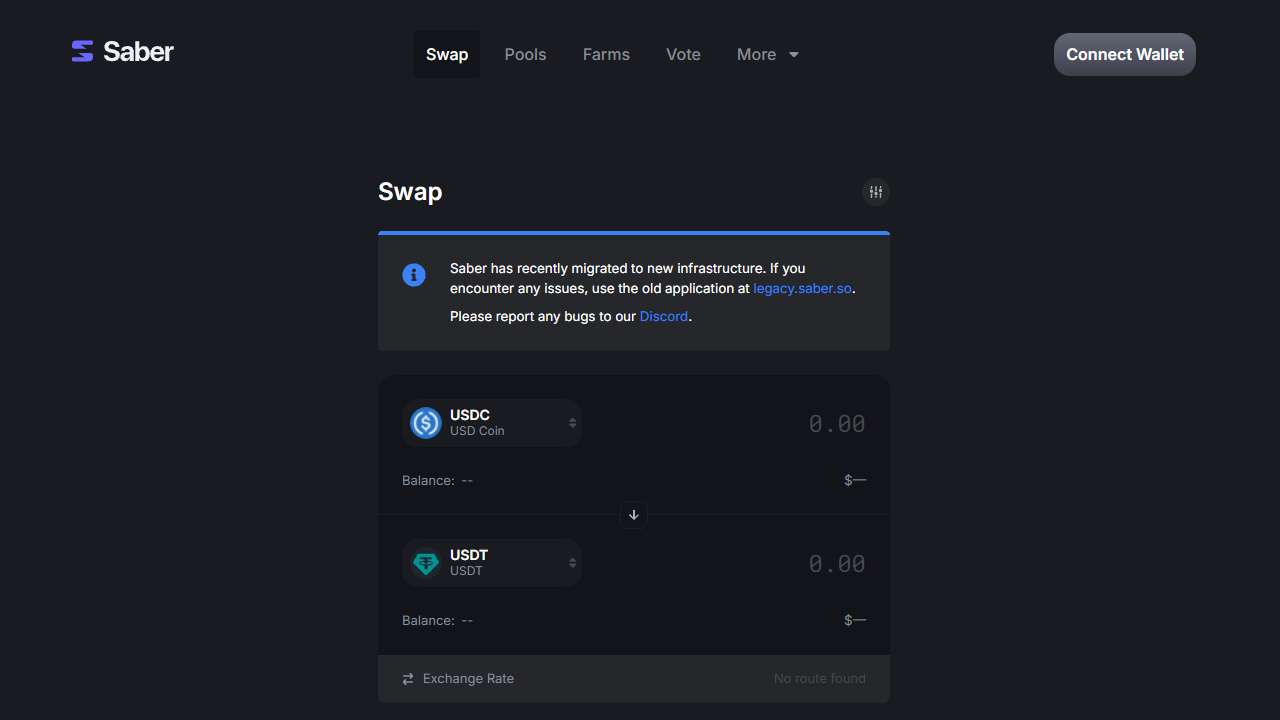 Saber
Swap
Pools
Farms
Vote
More
Connect Wallet
Swap
Saber has recently migrated to new infrastructure. If you
encounter any issues, use the old application at legacy.saber.so.
Please report any bugs to our Discord.
USDC
USD Coin
0.00
Balance: --
$—
USDT
USDT
0.00
Balance: --
$—
Exchange Rate
No route found